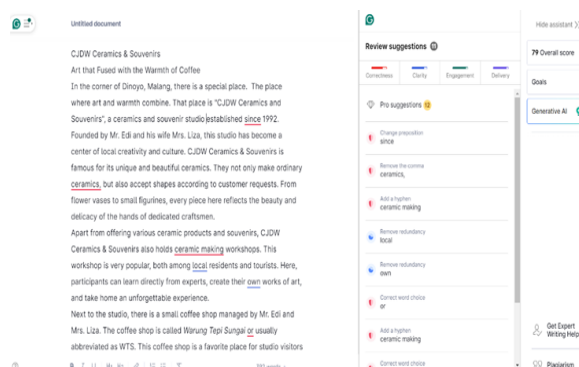 Untitled document
CJDW Ceramics & Souvenirs
Art that Fused with the Warmth of Coffee
In the corner of Dinoyo, Malang, there is a special place. The place
where art and warmth combine. That place is "CJDW Ceramics and
Souvenirs", a ceramics and souvenir studio established since 1992.
Founded by Mr. Edi and his wife Mrs. Liza, this studio has become a
center of local creativity and culture. CJDW Ceramics & Souvenirs is
famous for its unique and beautiful ceramics. They not only make ordinary
ceramics, but also accept shapes according to customer requests. From
flower vases to small figurines, every piece here reflects the beauty and
delicacy of the hands of dedicated craftsmen.
Apart from offering various ceramic products and souvenirs, CJDW
Ceramics & Souvenirs also holds ceramic making workshops. This
workshop is very popular, both among local residents and tourists. Here,
participants can learn directly from experts, create their own works of art,
and take home an unforgettable experience.
Next to the studio, there is a small coffee shop managed by Mr. Edi and
Mrs. Liza. The coffee shop is called Warung Tepi Sungai or usually
abbreviated as WTS. This coffee shop is a favorite place for studio visitors
Review suggestions
Correctness
Clarity
Engagement
Delivery
Pro suggestions 12
Change preposition
since
Remove the comma
ceramics,
Add a hyphen
ceramic making
Remove redundancy
local
Remove redundancy
own
Correct word choice
or
Add a hyphen
ceramic making
Correct word choice
Hide assistant
79 Overall score
Goals
Generative AI
Get Expert
Writing Help
Plagiarism